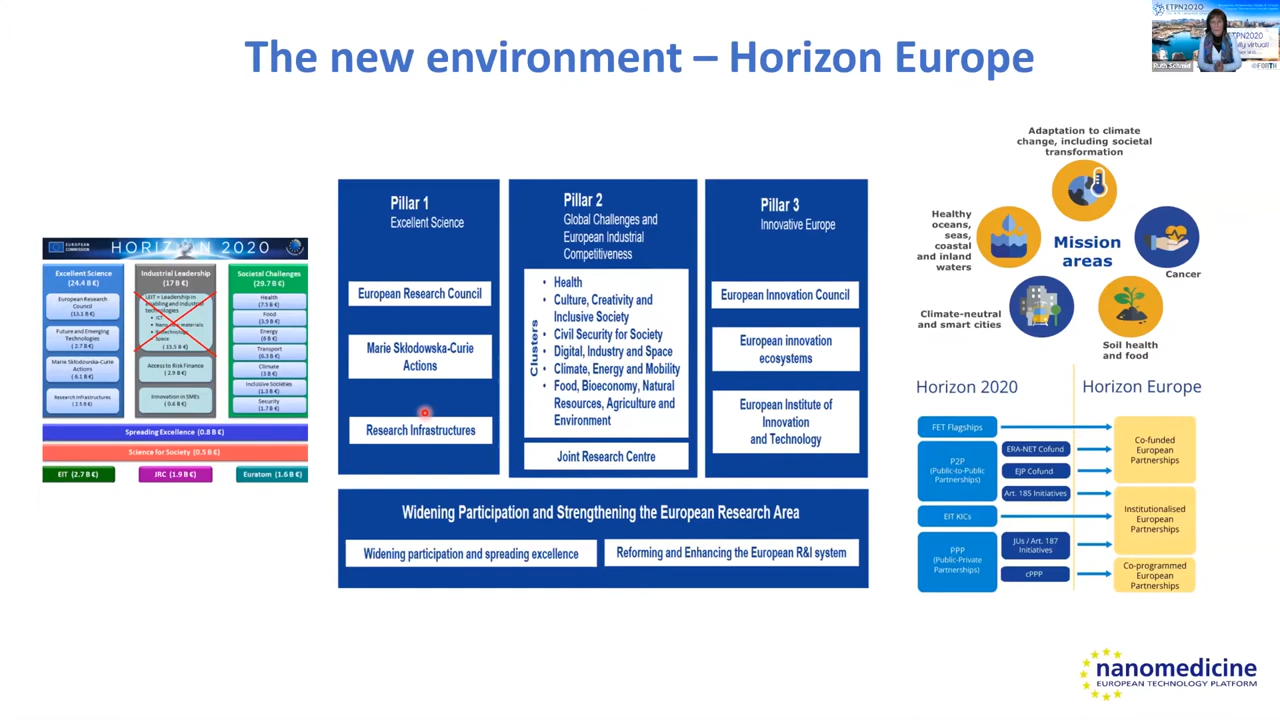 The new environment – Horizon Europe
ETPN2020
ETPN2020
Ruth Schmid
FORTH
EUROPEAN
COMMISSION
HORIZON 2020
Excellent Science
(24.4 B €)
European Research
Council
(13.1 B €)
Future and Emerging
Technologies
(2.7 B €)
Marie Skłodowska-Curie
Actions
(6.1 B €)
Research Infrastructures
(2.5 B €)
Industrial Leadership
(17 B €)
LEIT = Leadership in
enabling and industrial
technologies
• ICT
Space
(13.5 B €)
Access to Risk Finance
(2.9 B €)
Innovation in SMEs
(0.6 B €)
Societal Challenges
(29.7 B €)
Health
(7.5 B €)
Food
(3.9 B €)
Energy
(6 B €)
Transport
(6.3 B €)
Climate
(3 B €)
Inclusive Societies
(1.3 B €)
Security
(1.7 B €)
Spreading Excellence (0.8 B €)
Science for Society (0.5 B €)
EIT (2.7 B €)
JRC (1.9 B €)
Euratom (1.6 B €)
Pillar 1
Excellent Science
European Research Council
Marie Skłodowska-Curie
Actions
Research Infrastructures
Pillar 2
Global Challenges and
European Industrial
Competitiveness
Clusters
• Health
• Culture, Creativity and
Inclusive Society
• Civil Security for Society
• Digital, Industry and Space
• Climate, Energy and Mobility
• Food, Bioeconomy, Natural
Resources, Agriculture and
Environment
Joint Research Centre
Pillar 3
Innovative Europe
European Innovation Council
European innovation
ecosystems
European Institute of
Innovation
and Technology
Widening Participation and Strengthening the European Research Area
Widening participation and spreading excellence
Reforming and Enhancing the European R&I system
Adaptation to climate
change, including societal
transformation
Healthy
oceans,
seas,
coastal
and inland
waters
Mission
areas
Cancer
Climate-neutral
and smart cities
Soil health
and food
Horizon 2020
Horizon Europe
FET Flagships
P2P
(Public-to-Public
Partnerships)
ERA-NET Cofund
EJP Cofund
Art. 185 Initiatives
EIT KICs
PPP
(Public-Private
Partnerships)
JUs / Art. 187
Initiatives
cPPP
Co-funded
European
Partnerships
Institutionalised
European
Partnerships
Co-programmed
European
Partnerships
nanomedicine
EUROPEAN TECHNOLOGY PLATFORM